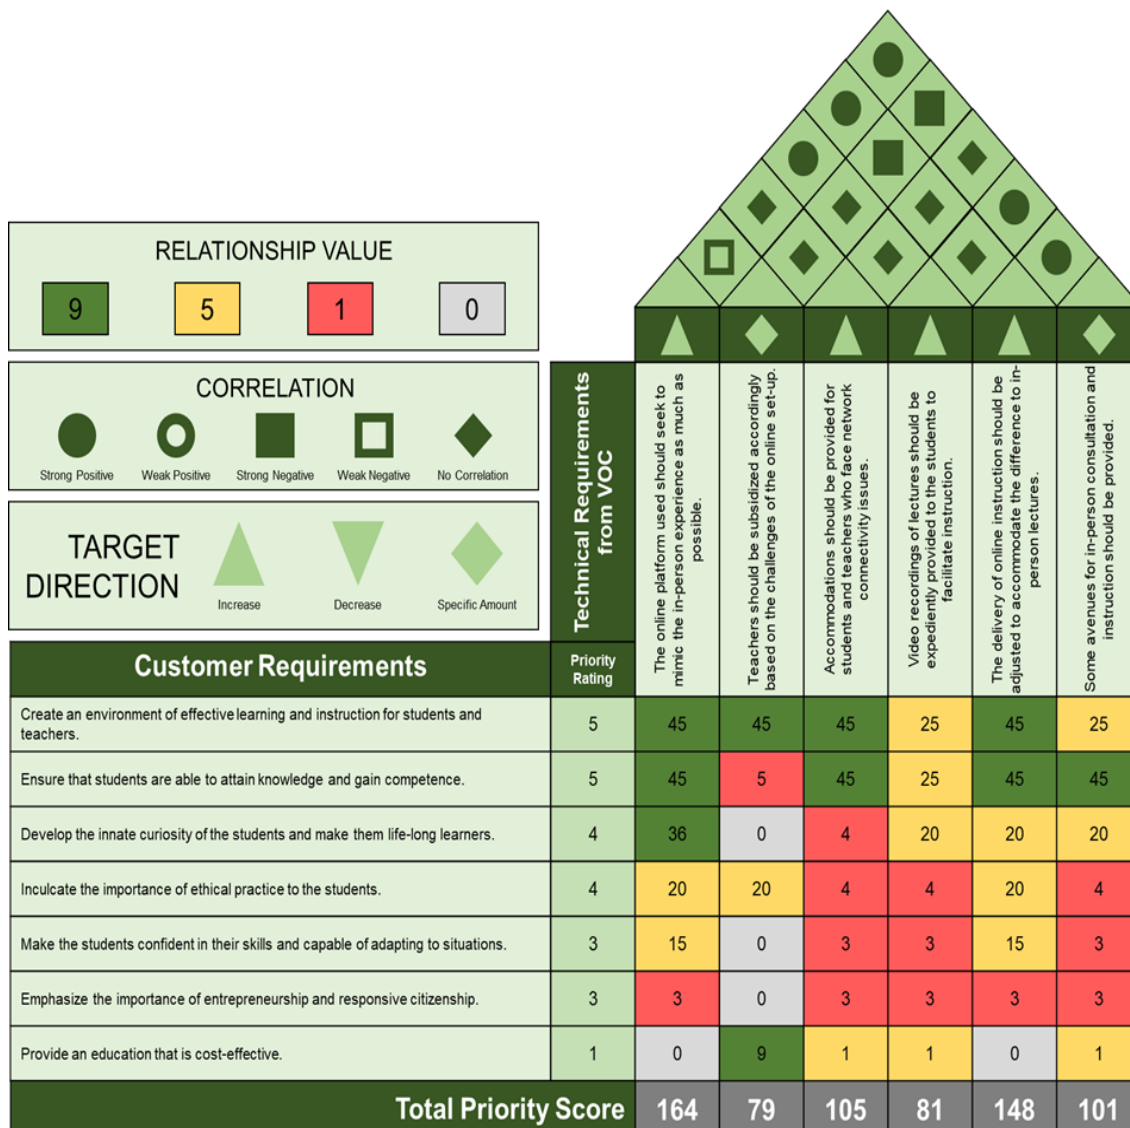 RELATIONSHIP VALUE
9 5 1 0
CORRELATION
Strong Positive Weak Positive Strong Negative Weak Negative No Correlation
TARGET
DIRECTION
Increase Decrease Specific Amount
Technical Requirements
from VOC
The online platform used should seek to
mimic the in-person experience as much as
possible.
Teachers should be subsidized accordingly
based on the challenges of the online set-up.
Accommodations should be provided for
students and teachers who face network
connectivity issues.
Video recordings of lectures should be
expediently provided to the students to
facilitate instruction.
The delivery of online instruction should be
adjusted to accommodate the difference to in-
person lectures.
Some avenues for in-person consultation and
instruction should be provided.
Customer Requirements
Priority
Rating
Create an environment of effective learning and instruction for students and
teachers.
5 45 45 45 25 45 25
Ensure that students are able to attain knowledge and gain competence. 5 45 5 45 25 45 45
Develop the innate curiosity of the students and make them life-long learners. 4 36 0 4 20 20 20
Inculcate the importance of ethical practice to the students. 4 20 20 4 4 20 4
Make the students confident in their skills and capable of adapting to situations. 3 15 0 3 3 15 3
Emphasize the importance of entrepreneurship and responsive citizenship. 3 3 0 3 3 3 3
Provide an education that is cost-effective. 1 0 9 1 1 0 1
Total Priority Score 164 79 105 81 148 101